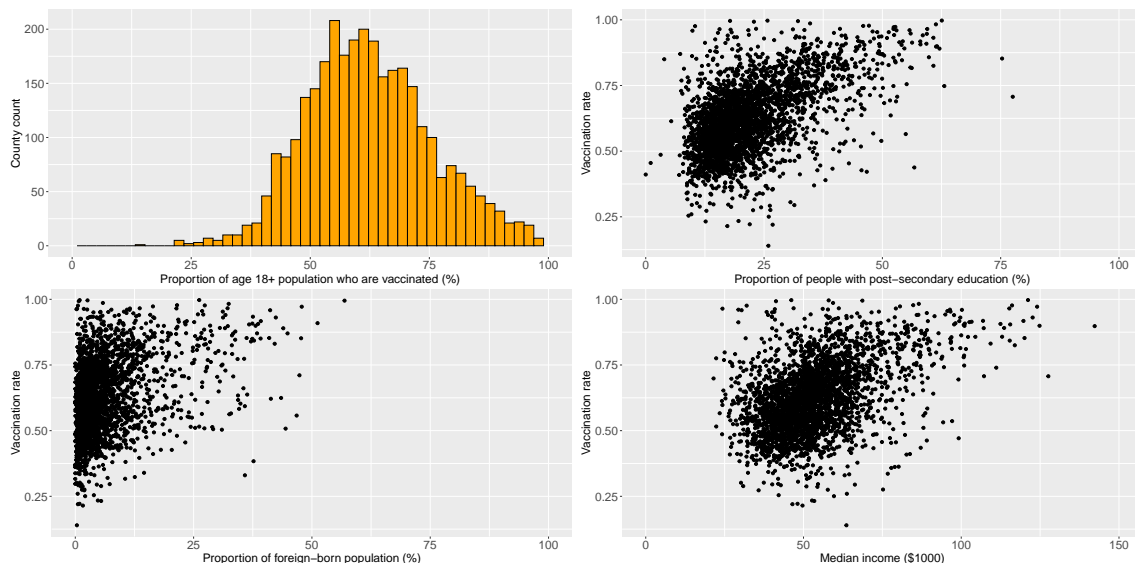 200
150
100
50
0
County count
0 25 50 75 100
Proportion of age 18+ population who are vaccinated (%)
1.00
0.75
0.50
0.25
Vaccination rate
0 25 50 75 100
Proportion of people with post−secondary education (%)
1.00
0.75
0.50
0.25
Vaccination rate
0 25 50 75 100
Proportion of foreign−born population (%)
1.00
0.75
0.50
0.25
Vaccination rate
0 50 100 150
Median income ($1000)